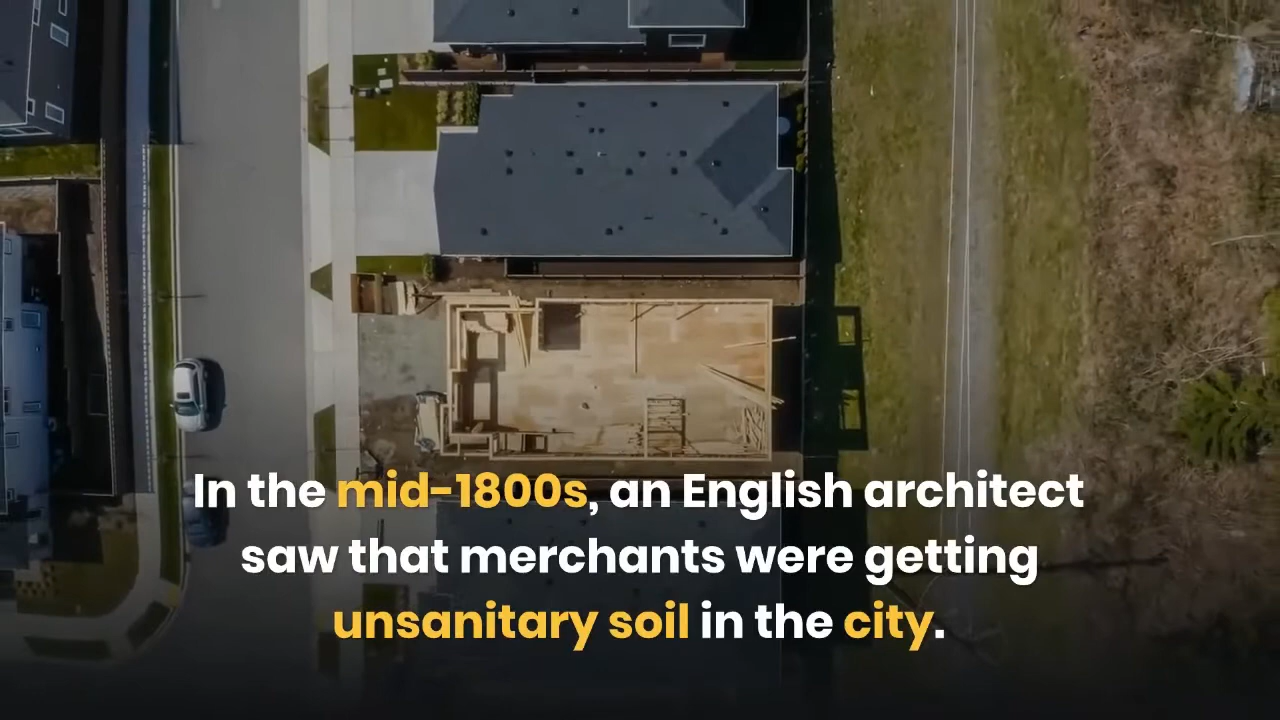 In the mid-1800s, an English architect
saw that merchants were getting
unsanitary soil in the city.